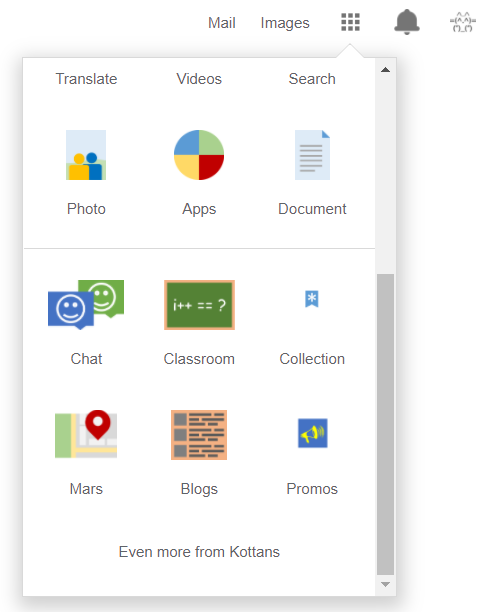 Mail Images
Translate Videos Search
Photo Apps Document
i++ == ?
Chat Classroom Collection
Mars Blogs Promos
Even more from Kottans